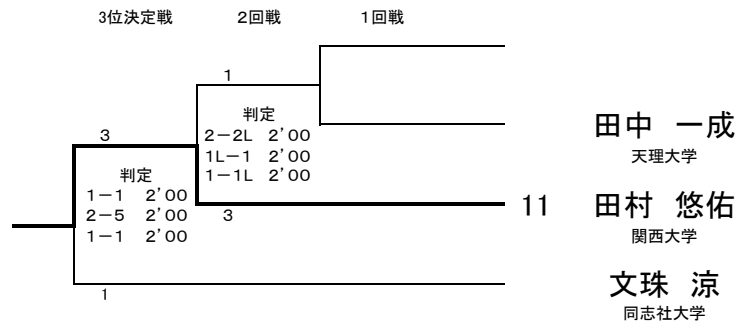 3位決定戦 2回戦 1回戦
1
判定
2−2L 2'00
1L−1 2'00
1−1L 2'00
3
判定
1−1 2'00
2−5 2'00
1−1 2'00
3
1
田中 一成
天理大学
11 田村 悠佑
関西大学
文珠 涼
同志社大学